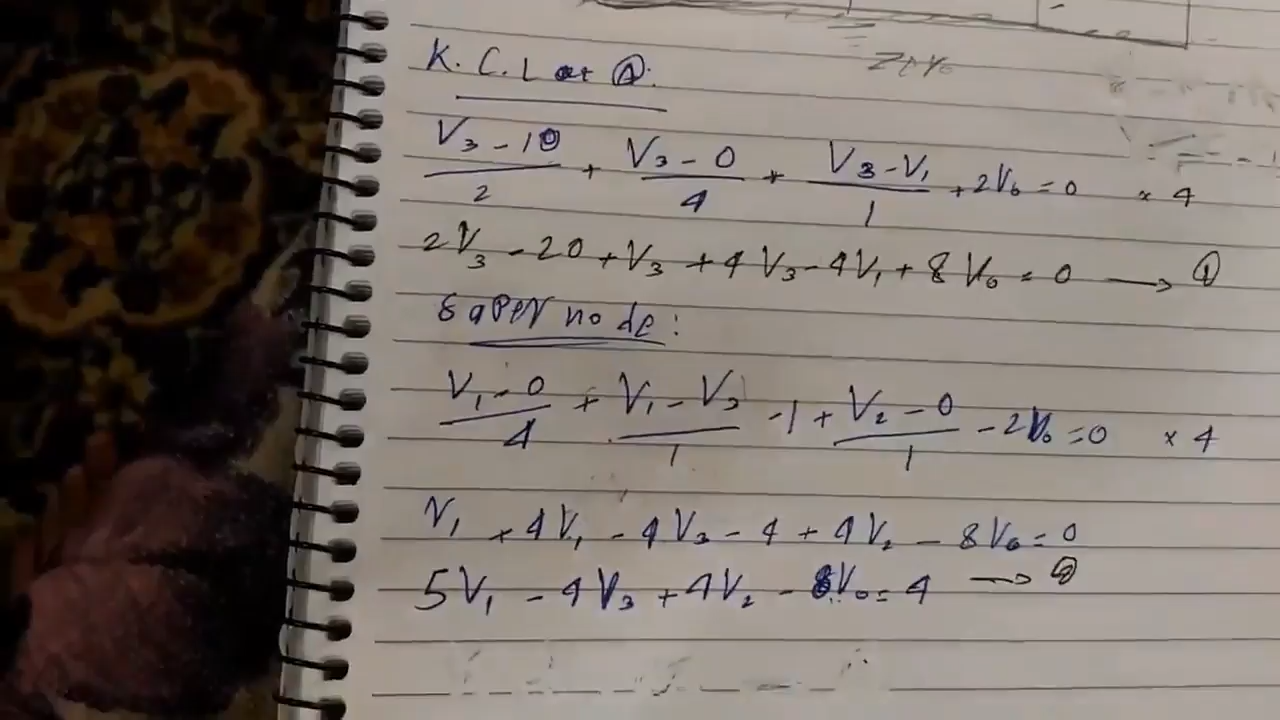 K.C.L at Ⓐ:
V₃ - 10 / 2 + V₃ - 0 / 4 + V₃ - V₁ / 1 + 2V₀ = 0 × 4
2V₃ - 20 + V₃ + 4V₃ - 4V₁ + 8V₀ = 0 → ①
SaPer node:
V₁ - 0 / 4 + V₁ - V₃ / 1 - 1 + V₂ - 0 / 1 - 2V₀ = 0 × 4
V₁ + 4V₁ - 4V₃ - 4 + 4V₂ - 8V₀ = 0
5V₁ - 4V₃ + 4V₂ - 8V₀ = 4 → ②